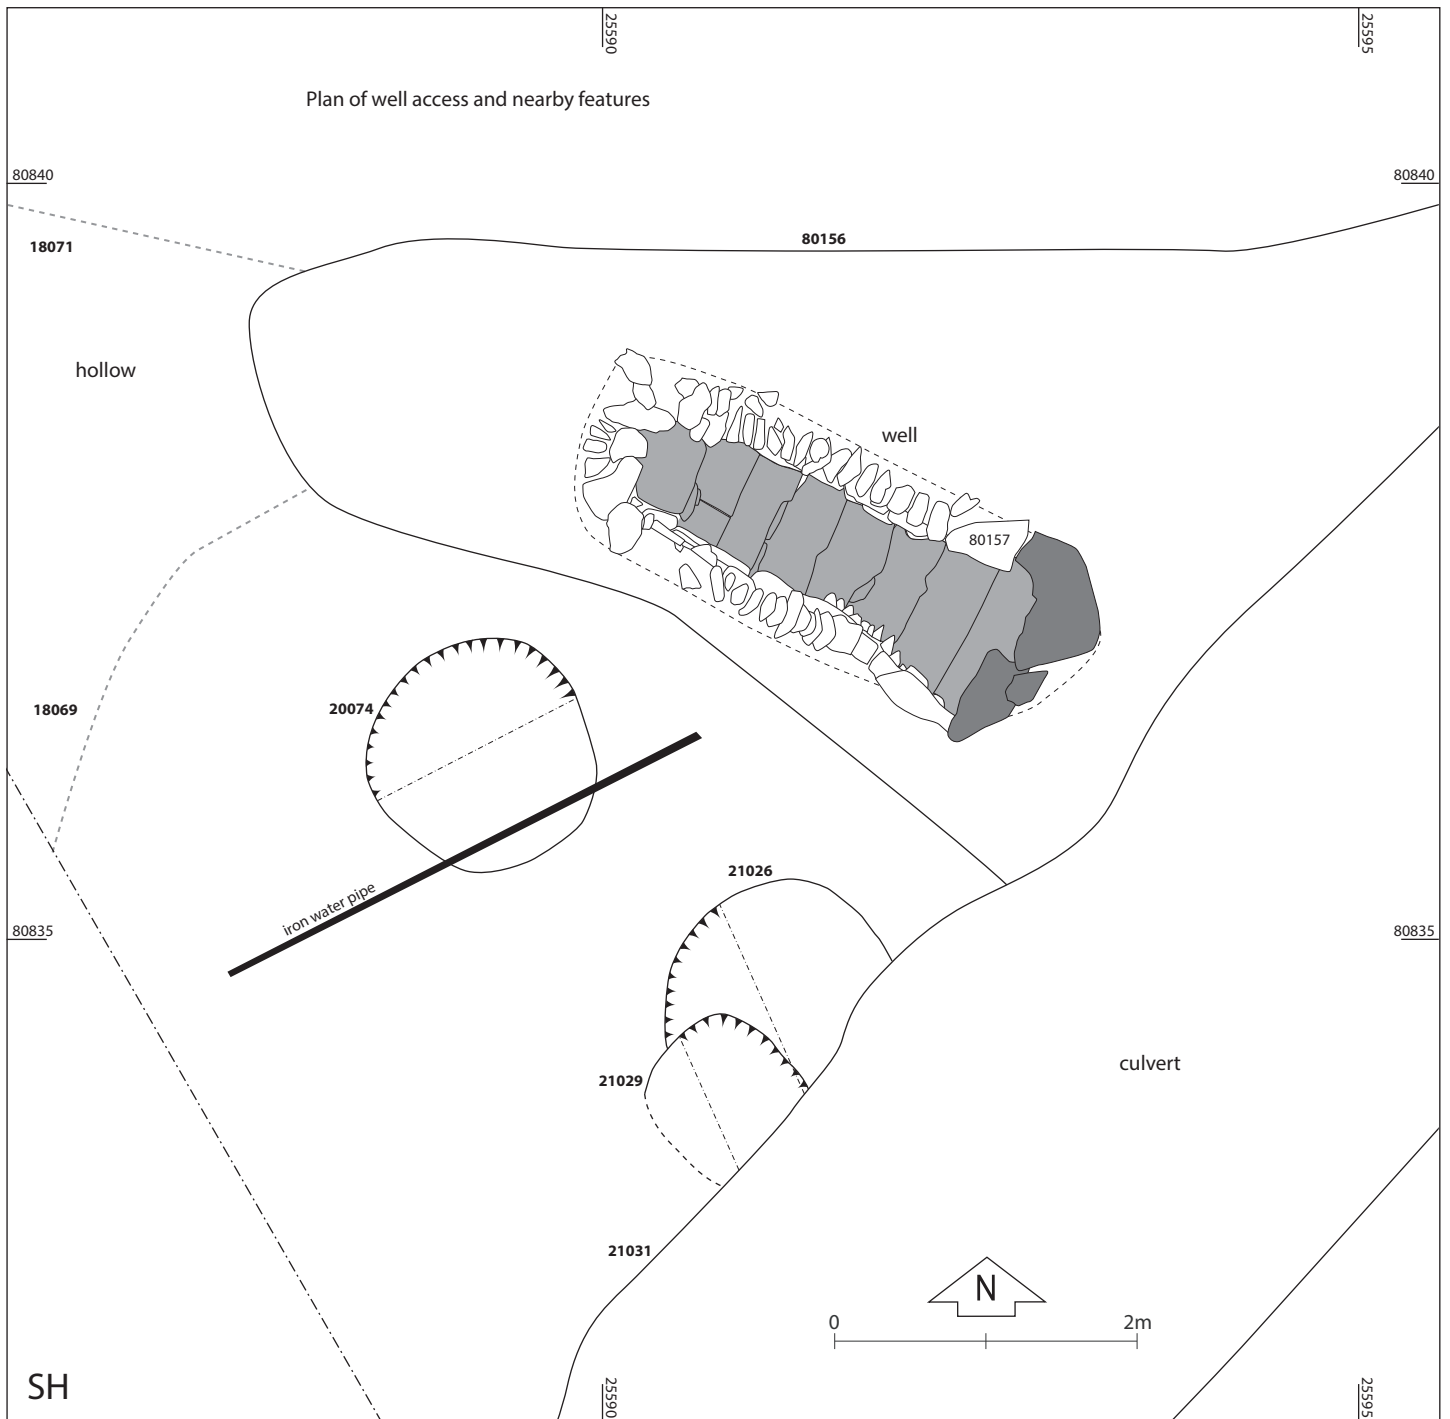 25590
25595
Plan of well access and nearby features
80840
80840
18071
80156
hollow
well
80157
20074
18069
21026
iron water pipe
80835
80835
culvert
21029
21031
N
0
2m
SH
25590
25595